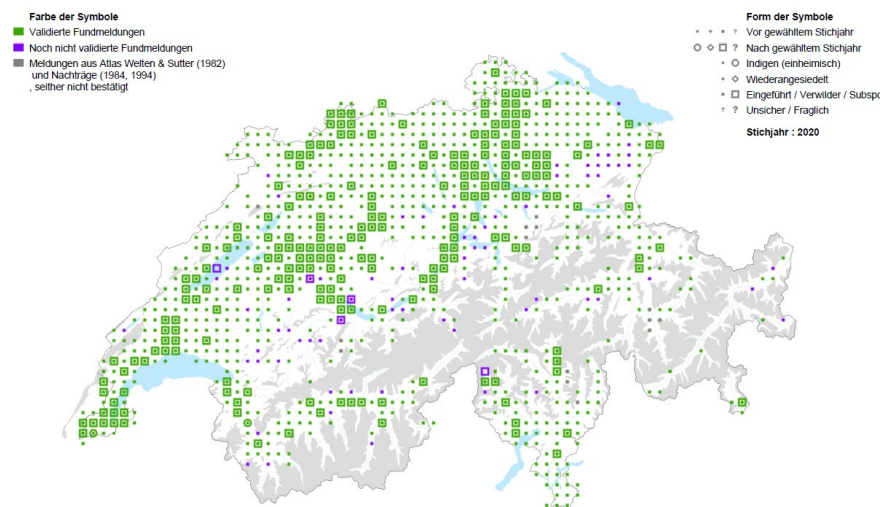 Farbe der Symbole
Validierte Fundmeldungen
Noch nicht validierte Fundmeldungen
Meldungen aus Atlas Welten & Sutter (1982)
und Nachträge (1984, 1994)
, seither nicht bestätigt
Form der Symbole
? Vor gewähltem Stichjahr
? Nach gewähltem Stichjahr
Indigen (einheimisch)
Wiederangesiedelt
Eingeführt / Verwilder / Subspo
? ? Unsicher / Fraglich
Stichjahr : 2020